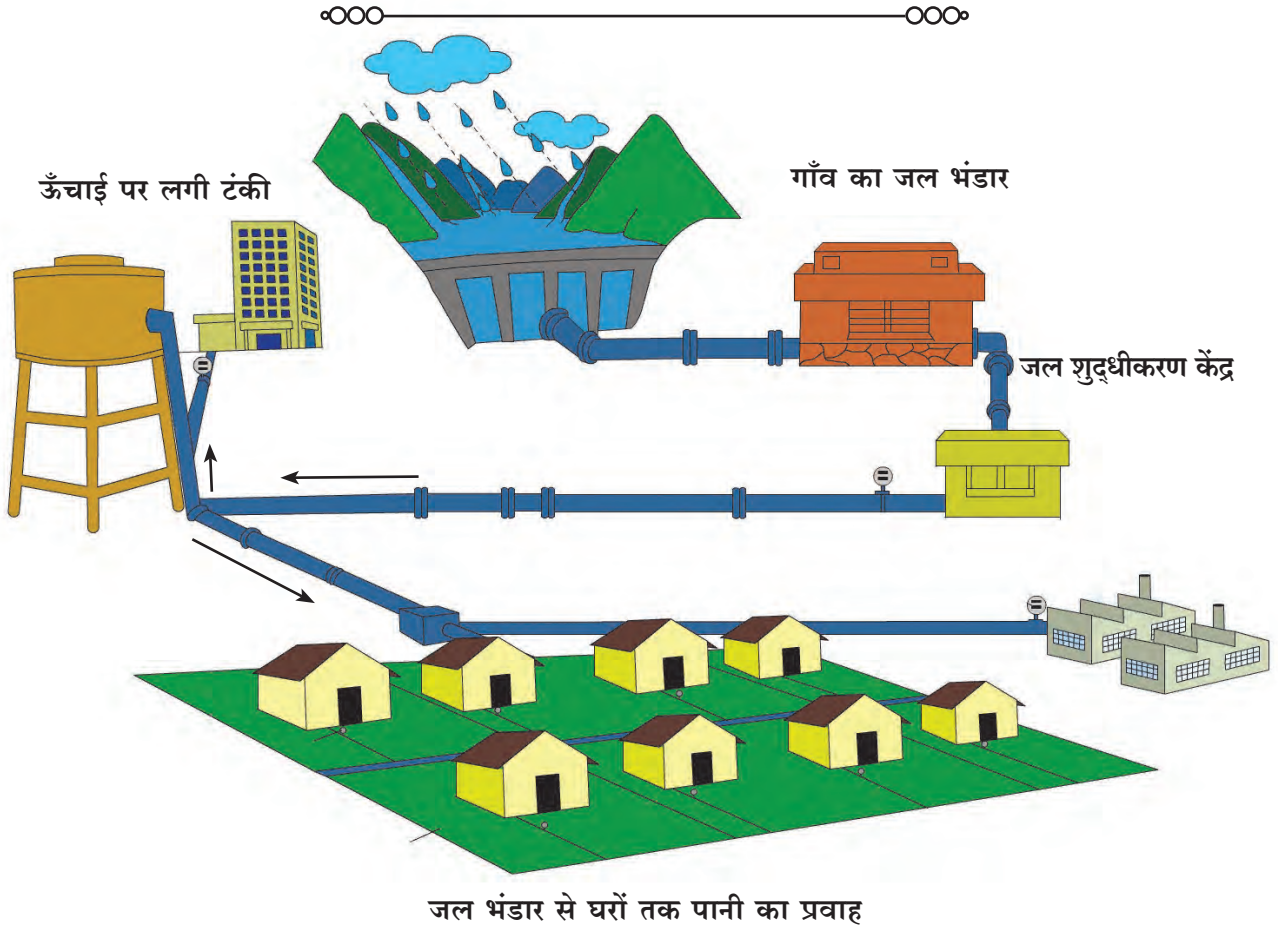 ऊँचाई पर लगी टंकी
गाँव का जल भंडार
जल शुद्धीकरण केंद्र
जल भंडार से घरों तक पानी का प्रवाह